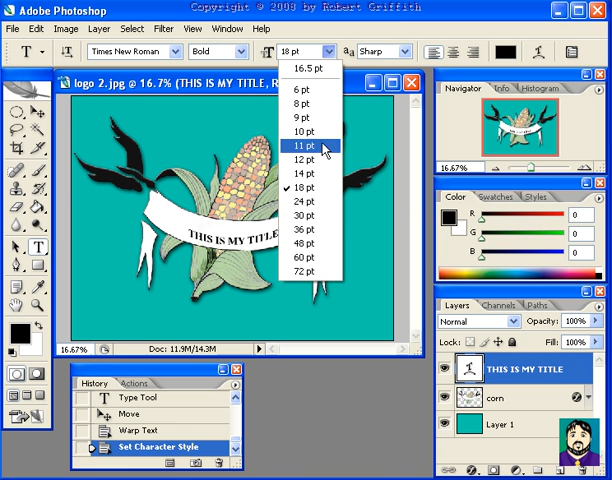 Copyright © 2008 by Robert Griffith
Adobe Photoshop
File Edit Image Layer Select Filter View Window Help
Times New Roman Bold 18 pt Sharp
logo 2.jpg @ 16.7% (THIS IS MY TITLE, R
16.5 pt
6 pt
8 pt
9 pt
10 pt
11 pt
12 pt
14 pt
18 pt
24 pt
30 pt
36 pt
48 pt
60 pt
72 pt
THIS IS MY TITLE
16.67% Doc: 11.9M/14.3M
History Actions
Type Tool
Move
Warp Text
Set Character Style
Navigator Info Histogram
16.67%
Color Swatches Styles
R 0
G 0
B 0
Layers Channels Paths
Normal Opacity: 100%
Lock: Fill: 100%
THIS IS MY TITLE
corn
Layer 1